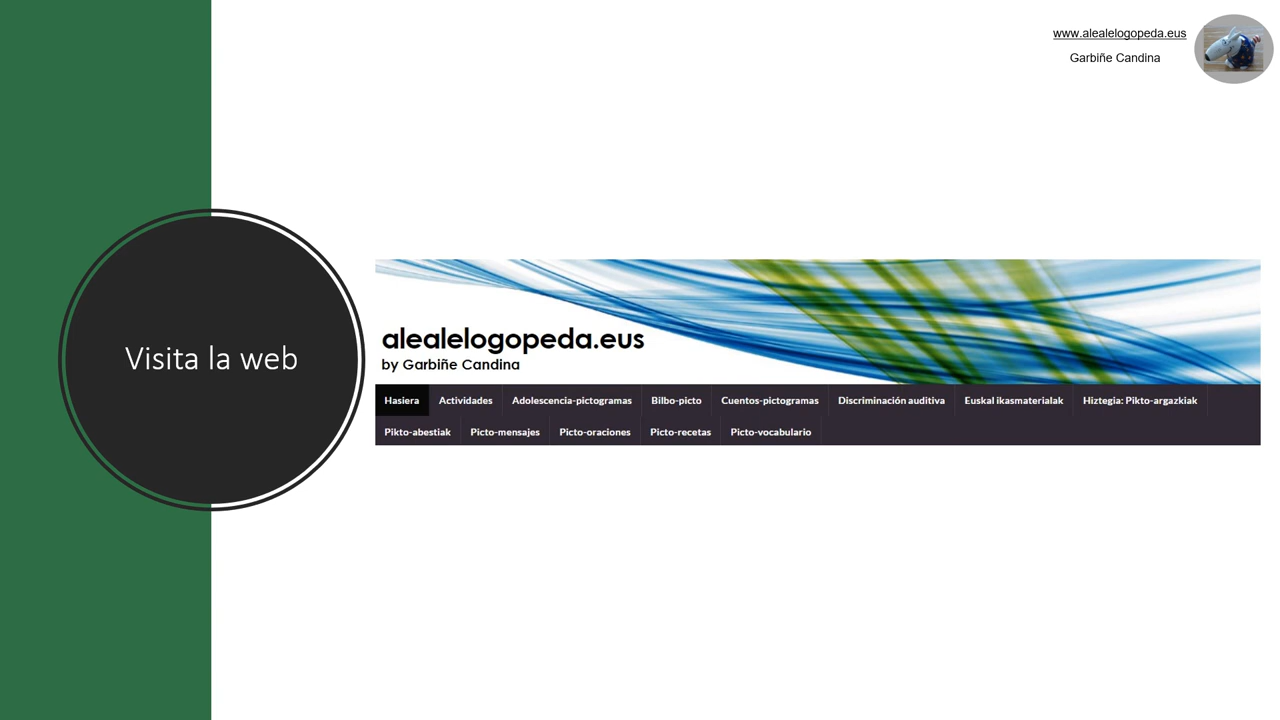 www.alealelogopeda.eus
Garbiñe Candina
Visita la web
alealelogopeda.eus
by Garbiñe Candina
Hasiera Actividades Adolescencia-pictogramas Bilbo-picto Cuentos-pictogramas Discriminación auditiva Euskal ikasmaterialak Hiztegia: Pikto-argazkiak
Pikto-abestiak Picto-mensajes Picto-oraciones Picto-recetas Picto-vocabulario